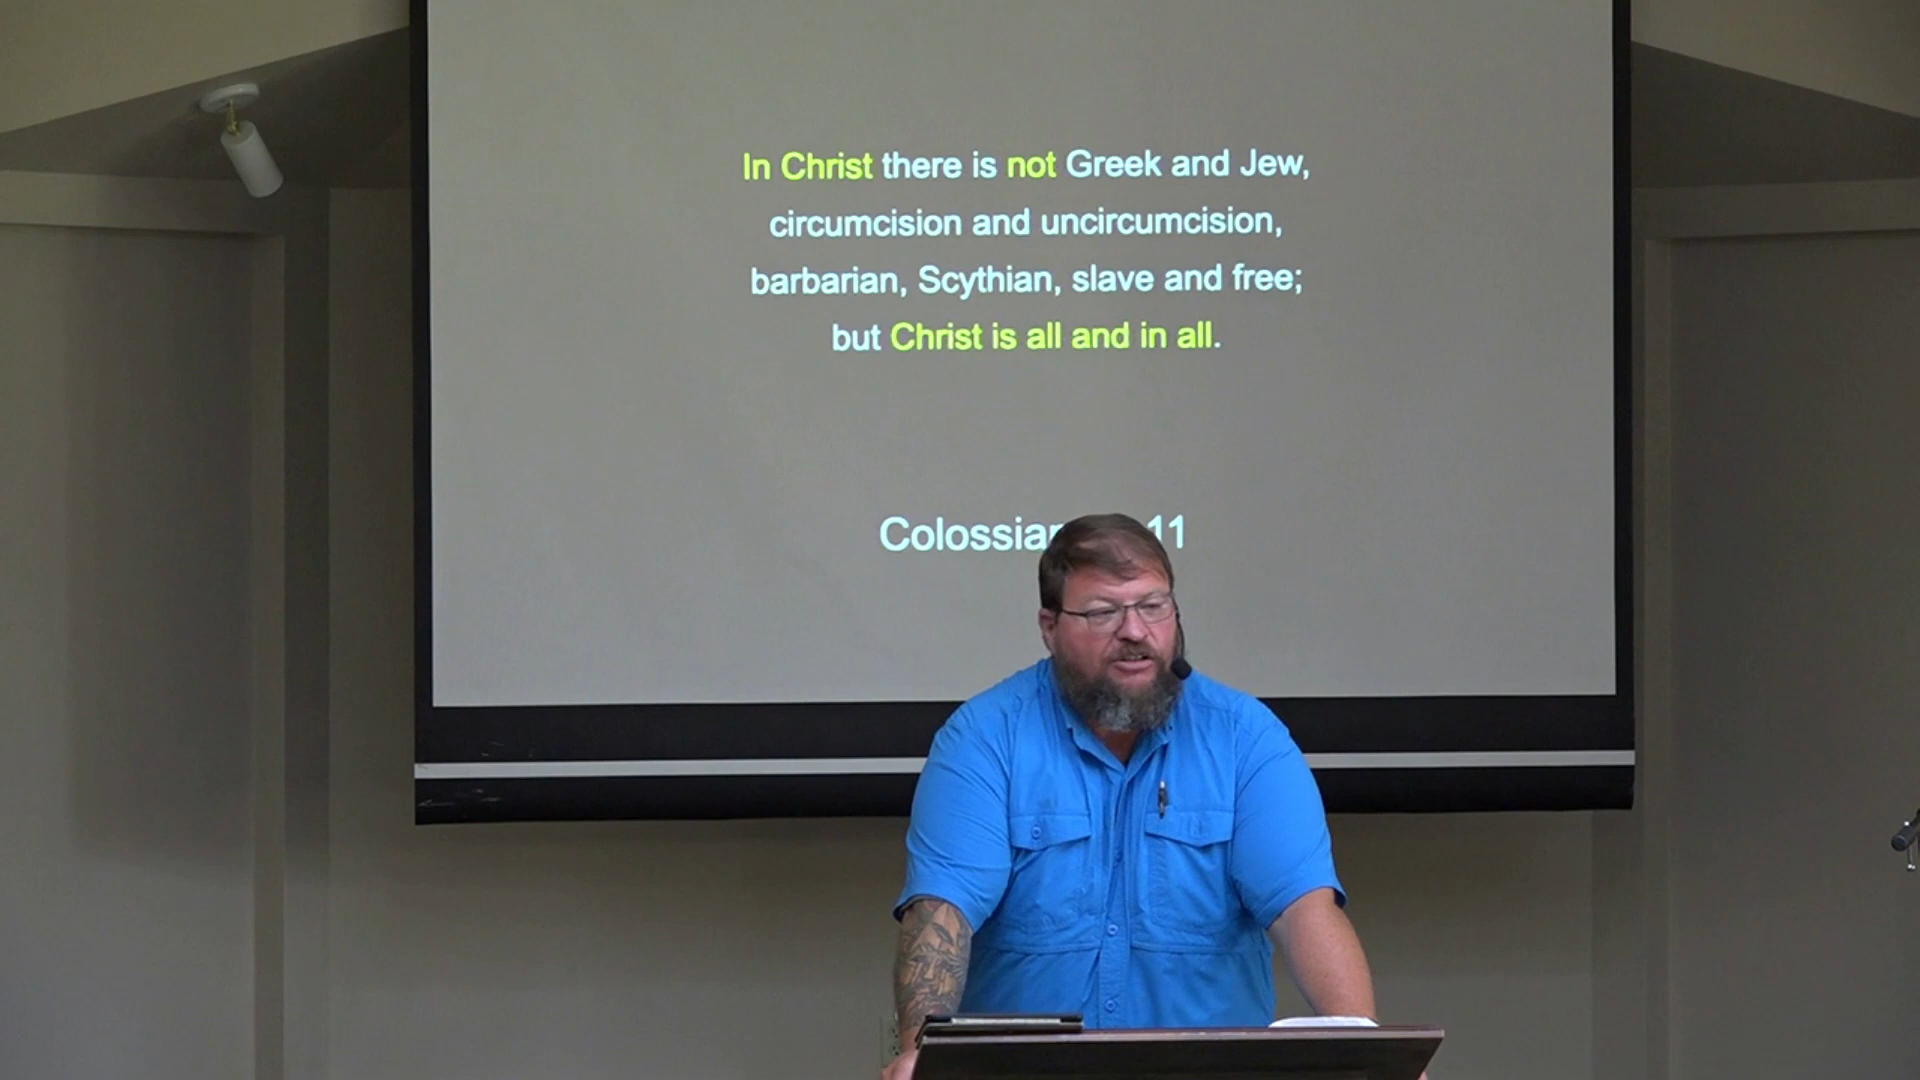 In Christ there is not Greek and Jew,
circumcision and uncircumcision,
barbarian, Scythian, slave and free;
but Christ is all and in all.
11